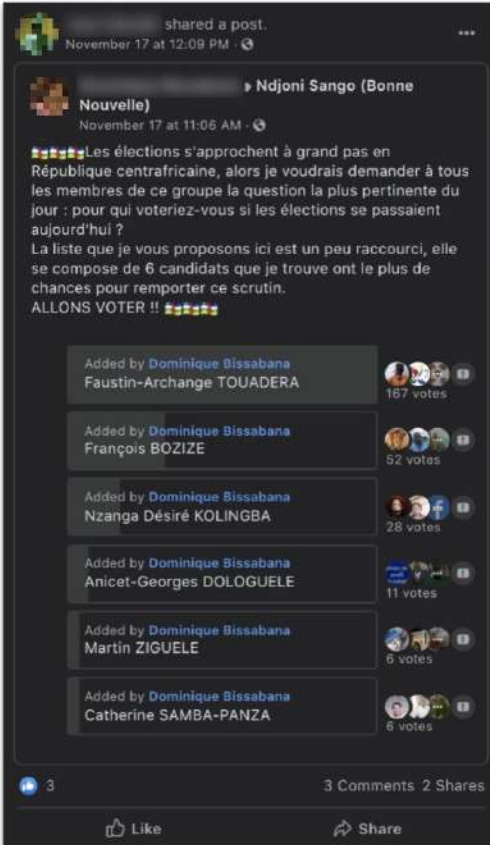 shared a post.
November 17 at 12:09 PM ·
Ndjoni Sango (Bonne
Nouvelle)
November 17 at 11:06 AM ·
Les élections s'approchent à grand pas en
République centrafricaine, alors je voudrais demander à tous
les membres de ce groupe la question la plus pertinente du
jour : pour qui voteriez-vous si les élections se passaient
aujourd'hui ?
La liste que je vous proposons ici est un peu raccourci, elle
se compose de 6 candidats que je trouve ont le plus de
chances pour remporter ce scrutin.
ALLONS VOTER !!
Added by Dominique Bissabana
Faustin-Archange TOUADERA
167 votes
Added by Dominique Bissabana
François BOZIZE
52 votes
Added by Dominique Bissabana
Nzanga Désiré KOLINGBA
28 votes
Added by Dominique Bissabana
Anicet-Georges DOLOGUELE
11 votes
Added by Dominique Bissabana
Martin ZIGUELE
6 votes
Added by Dominique Bissabana
Catherine SAMBA-PANZA
6 votes
3
3 Comments 2 Shares
Like
Share